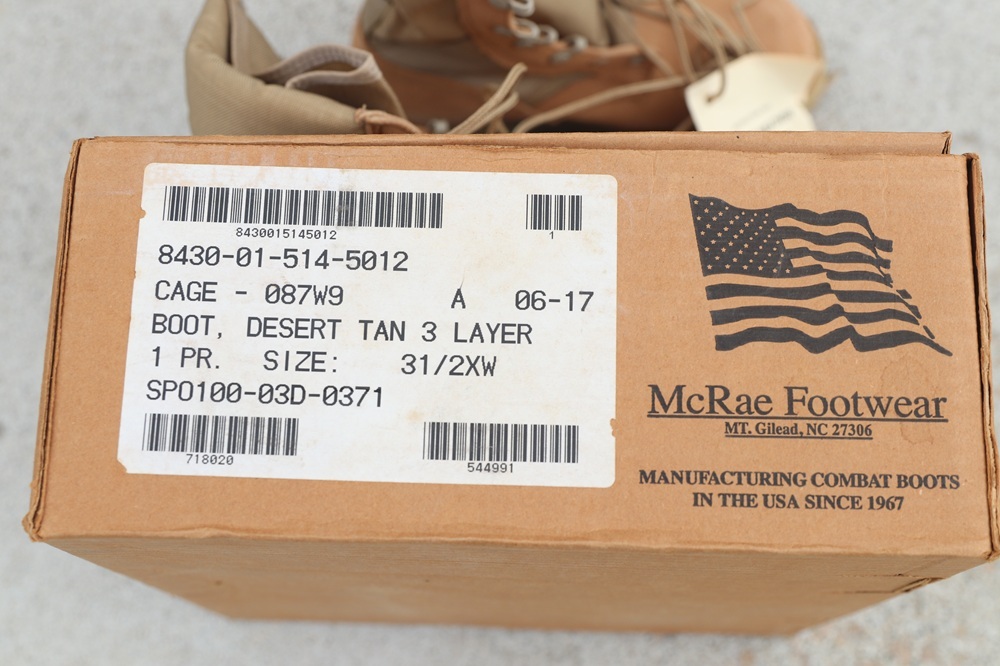 8430015145012
1
8430-01-514-5012
CAGE - 087W9 A 06-17
BOOT, DESERT TAN 3 LAYER
1 PR. SIZE: 31/2XW
SPO100-03D-0371
718020
544991
McRae Footwear
MT. Gilead, NC 27306
MANUFACTURING COMBAT BOOTS
IN THE USA SINCE 1967